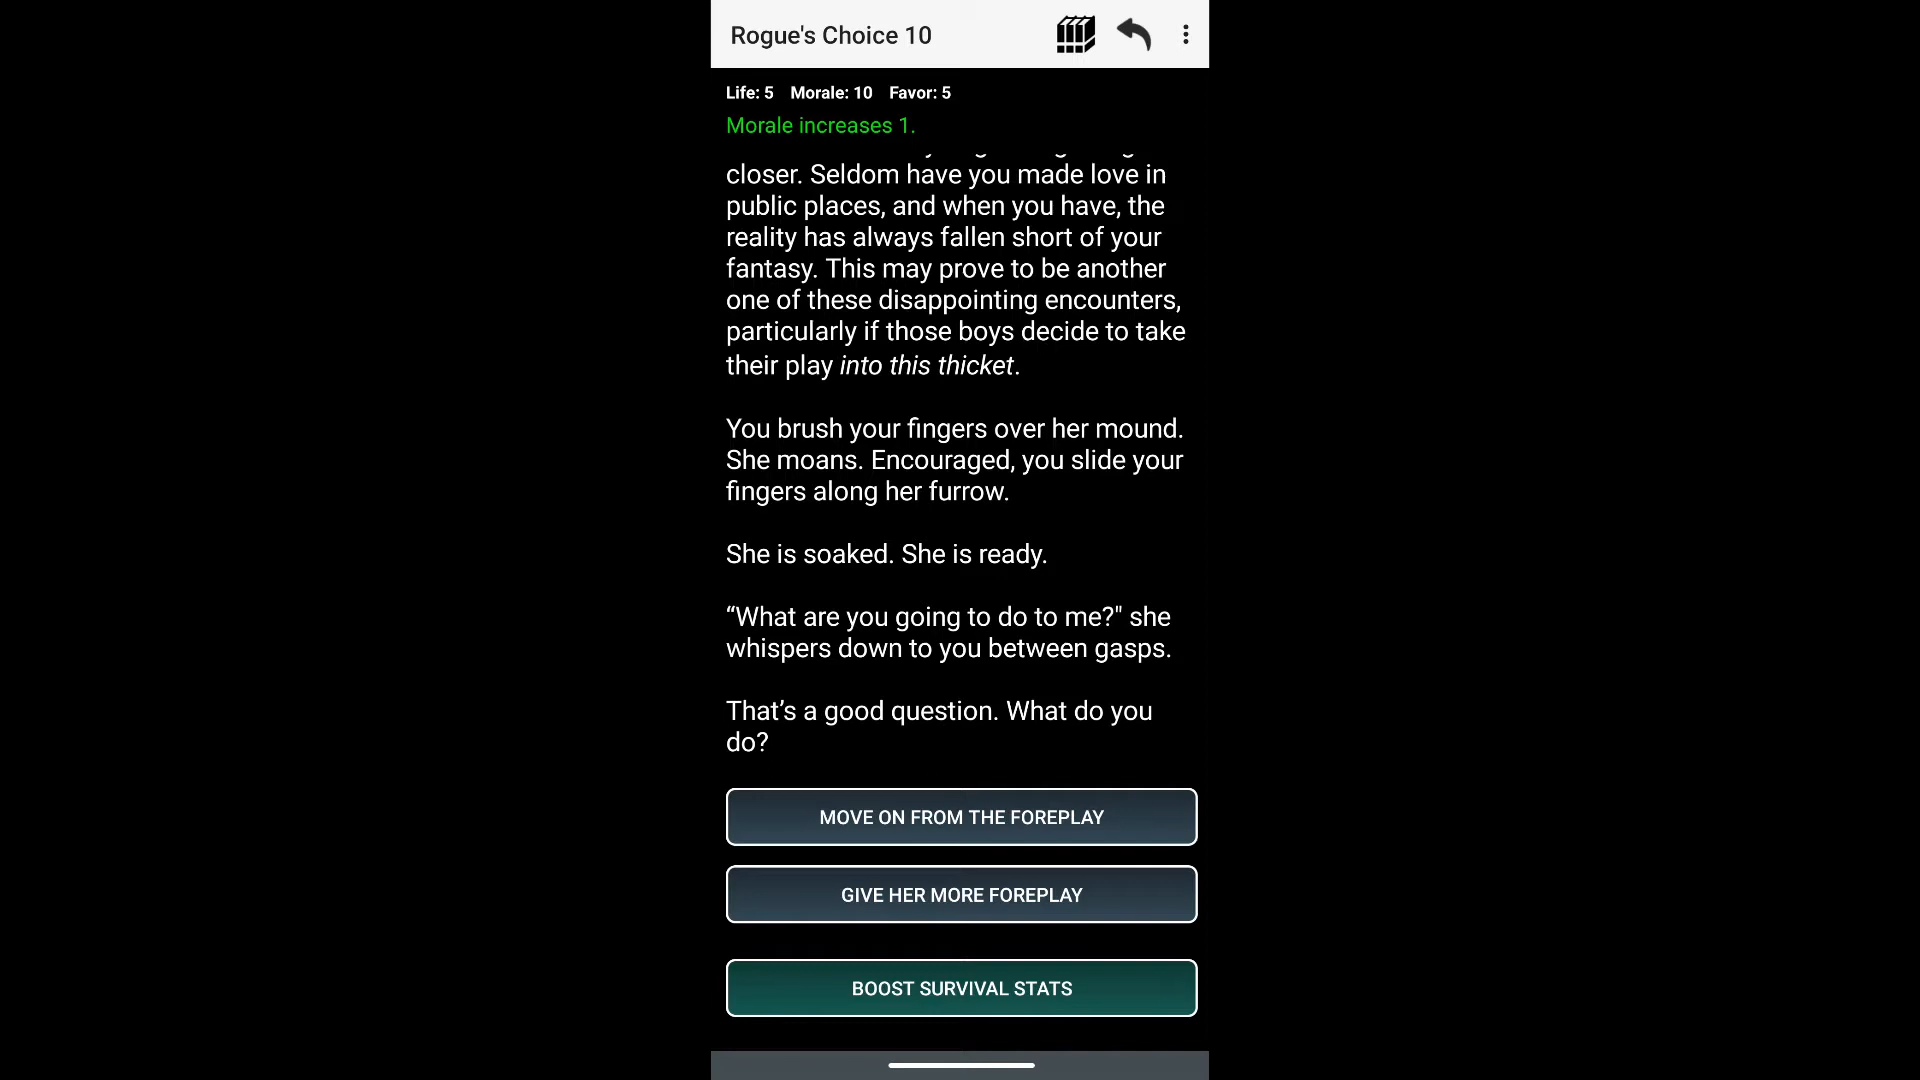 Rogue's Choice 10
Life: 5 Morale: 10 Favor: 5
Morale increases 1.
closer. Seldom have you made love in
public places, and when you have, the
reality has always fallen short of your
fantasy. This may prove to be another
one of these disappointing encounters,
particularly if those boys decide to take
their play into this thicket.
You brush your fingers over her mound.
She moans. Encouraged, you slide your
fingers along her furrow.
She is soaked. She is ready.
“What are you going to do to me?" she
whispers down to you between gasps.
That’s a good question. What do you
do?
MOVE ON FROM THE FOREPLAY
GIVE HER MORE FOREPLAY
BOOST SURVIVAL STATS